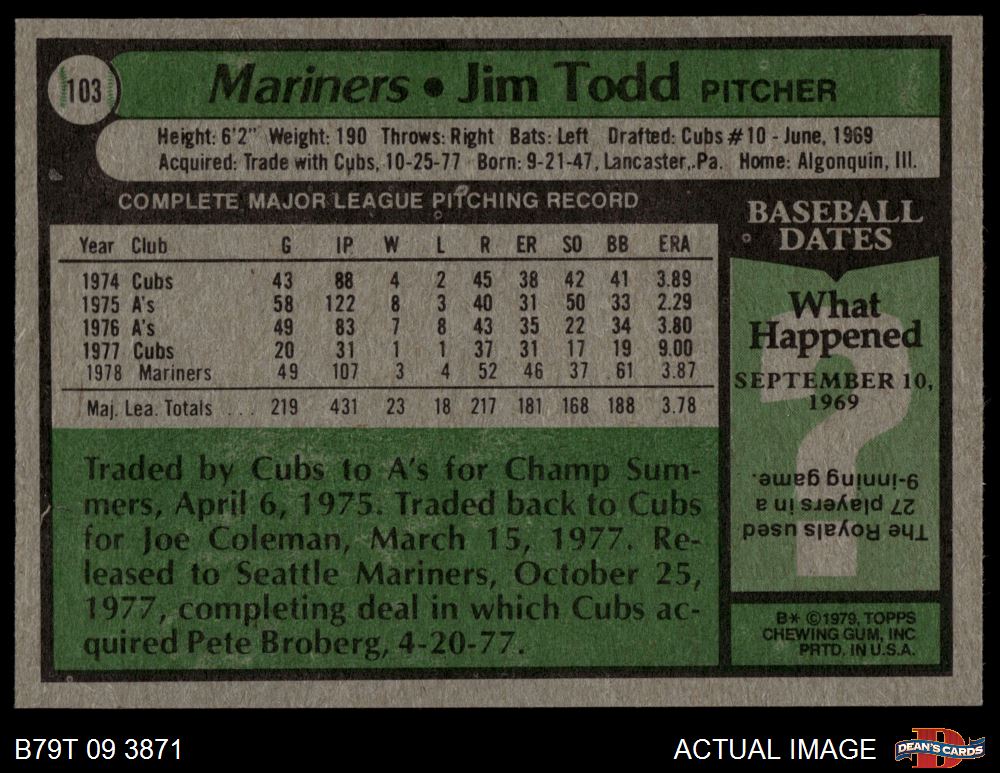 103
Mariners • Jim Todd PITCHER
Height: 6'2" Weight: 190 Throws: Right Bats: Left Drafted: Cubs #10 - June, 1969
Acquired: Trade with Cubs, 10-25-77 Born: 9-21-47, Lancaster, Pa. Home: Algonquin, Ill.
COMPLETE MAJOR LEAGUE PITCHING RECORD
Year Club G IP W L R ER SO BB ERA
1974 Cubs 43 88 4 2 45 38 42 41 3.89
1975 A's 58 122 8 3 40 31 50 33 2.29
1976 A's 49 83 7 8 43 35 22 34 3.80
1977 Cubs 20 31 1 1 37 31 17 19 9.00
1978 Mariners 49 107 3 4 52 46 37 61 3.87
Maj. Lea. Totals . . . 219 431 23 18 217 181 168 188 3.78
Traded by Cubs to A's for Champ Sum-
mers, April 6, 1975. Traded back to Cubs
for Joe Coleman, March 15, 1977. Re-
leased to Seattle Mariners, October 25,
1977, completing deal in which Cubs ac-
quired Pete Broberg, 4-20-77.
BASEBALL
DATES
What
Happened
SEPTEMBER 10,
1969
?
The Royals used
27 players in a
9-inning game.
B* ©1979, TOPPS
CHEWING GUM, INC
PRTD. IN U.S.A.
B79T 09 3871
ACTUAL IMAGE
D
DEAN'S CARDS